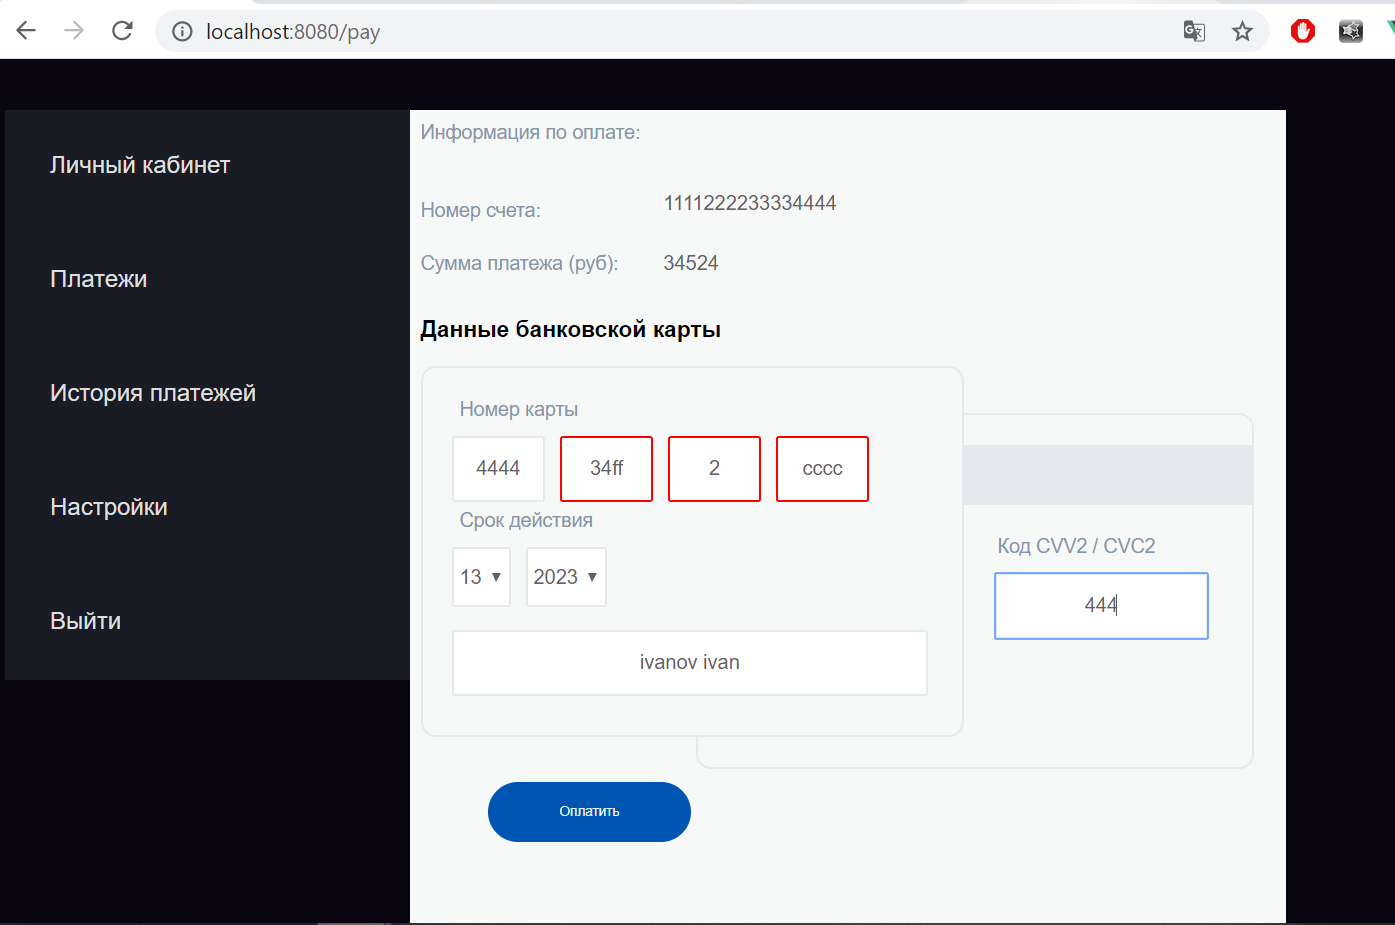 localhost:8080/pay
Личный кабинет
Платежи
История платежей
Настройки
Выйти
Информация по оплате:
Номер счета: 1111222233334444
Сумма платежа (руб): 34524
Данные банковской карты
Номер карты
4444 34ff 2 cccc
Срок действия
13 2023
ivanov ivan
Код CVV2 / CVC2
444
Оплатить